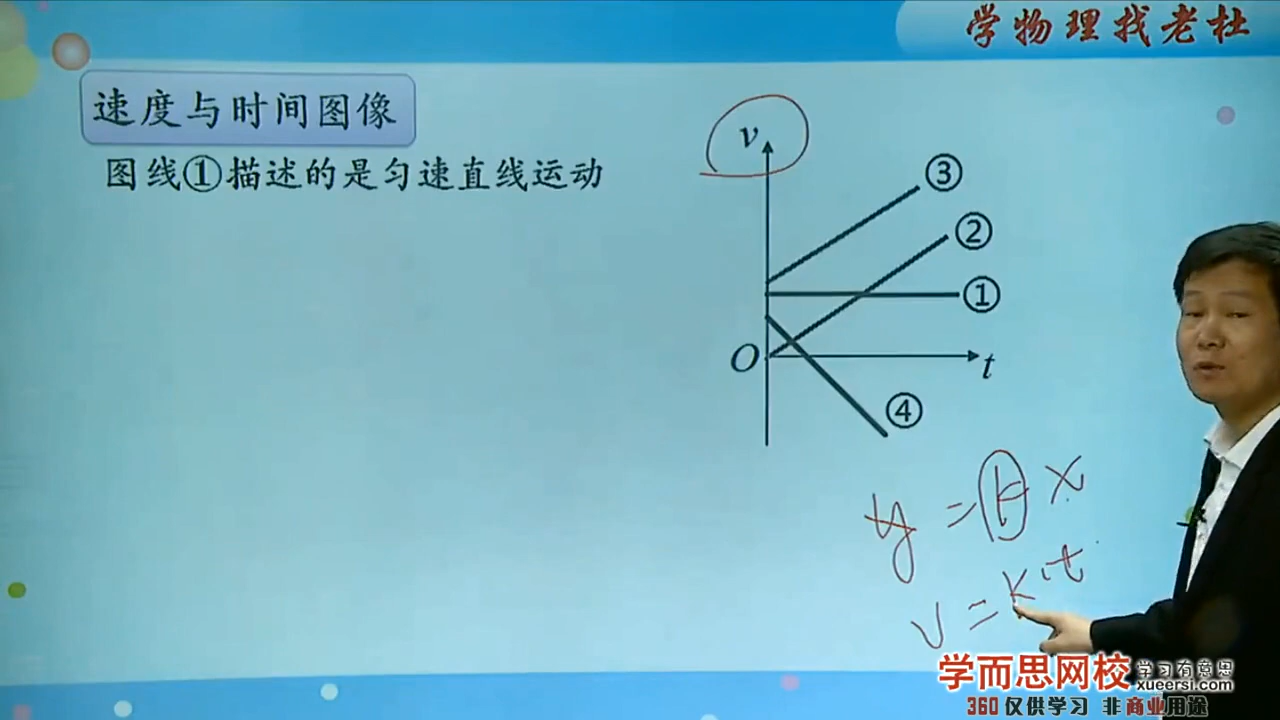 学物理找老杜
速度与时间图像
图线①描述的是匀速直线运动
v
③
②
①
O
t
④
y = k x
v = k t
学而思网校 学习有意思
xueersi.com
360 仅供学习 非商业用途